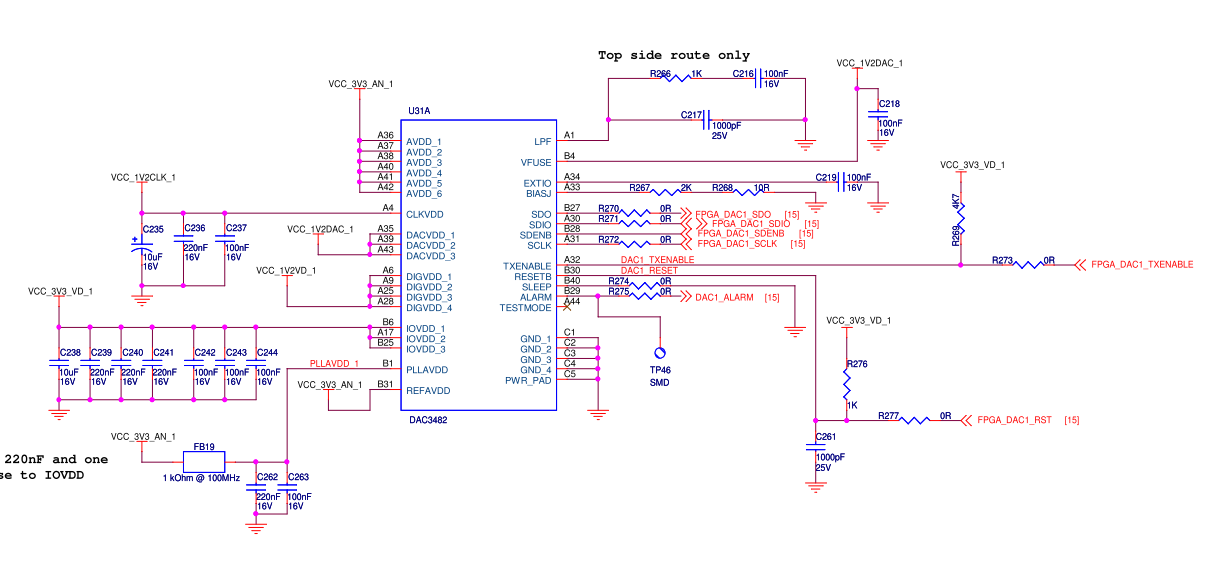 Top side route only
VCC_1V2DAC_1
R266 1K C216 100nF
16V
VCC_3V3_AN_1
C218
100nF
16V
U31A
C217
1000pF
25V
A36 AVDD_1
A37 AVDD_2
A38 AVDD_3
A40 AVDD_4
A41 AVDD_5
A42 AVDD_6
LPF A1
VFUSE B4
EXTIO A34
BIASJ A33
C219 100nF
16V
R267 2K R268 10R
VCC_3V3_VD_1
4K7
R269
VCC_1V2CLK_1
A4 CLKVDD
C235
10uF
16V
C236
220nF
16V
C237
100nF
16V
VCC_1V2DAC_1
A35 DACVDD_1
A39 DACVDD_2
A43 DACVDD_3
SDO B27 R270 0R FPGA_DAC1_SDO [15]
SDIO A30 R271 0R FPGA_DAC1_SDIO [15]
SDENB B28 FPGA_DAC1_SDENB [15]
SCLK A31 R272 0R FPGA_DAC1_SCLK [15]
VCC_1V2VD_1
A6 DIGVDD_1
A9 DIGVDD_2
A25 DIGVDD_3
A28 DIGVDD_4
TXENABLE A32 DAC1_TXENABLE R273 0R FPGA_DAC1_TXENABLE
RESETB B30 DAC1_RESET
SLEEP B40 R274 0R
ALARM B29 R275 0R DAC1_ALARM [15]
TESTMODE A44
VCC_3V3_VD_1
B6 IOVDD_1
A17 IOVDD_2
B25 IOVDD_3
VCC_3V3_VD_1
GND_1 C1
GND_2 C2
GND_3 C3
GND_4 C4
PWR_PAD C5
C238
10uF
16V
C239
220nF
16V
C240
220nF
16V
C241
220nF
16V
C242
100nF
16V
C243
100nF
16V
C244
100nF
16V
PLLAVDD_1
B1 PLLAVDD
VCC_3V3_AN_1
B31 REFAVDD
DAC3482
TP46
SMD
R276
1K
R277 0R FPGA_DAC1_RST [15]
C261
1000pF
25V
VCC_3V3_AN_1
FB19
1 kOhm @ 100MHz
C262
220nF
16V
C263
100nF
16V
220nF and one
se to IOVDD